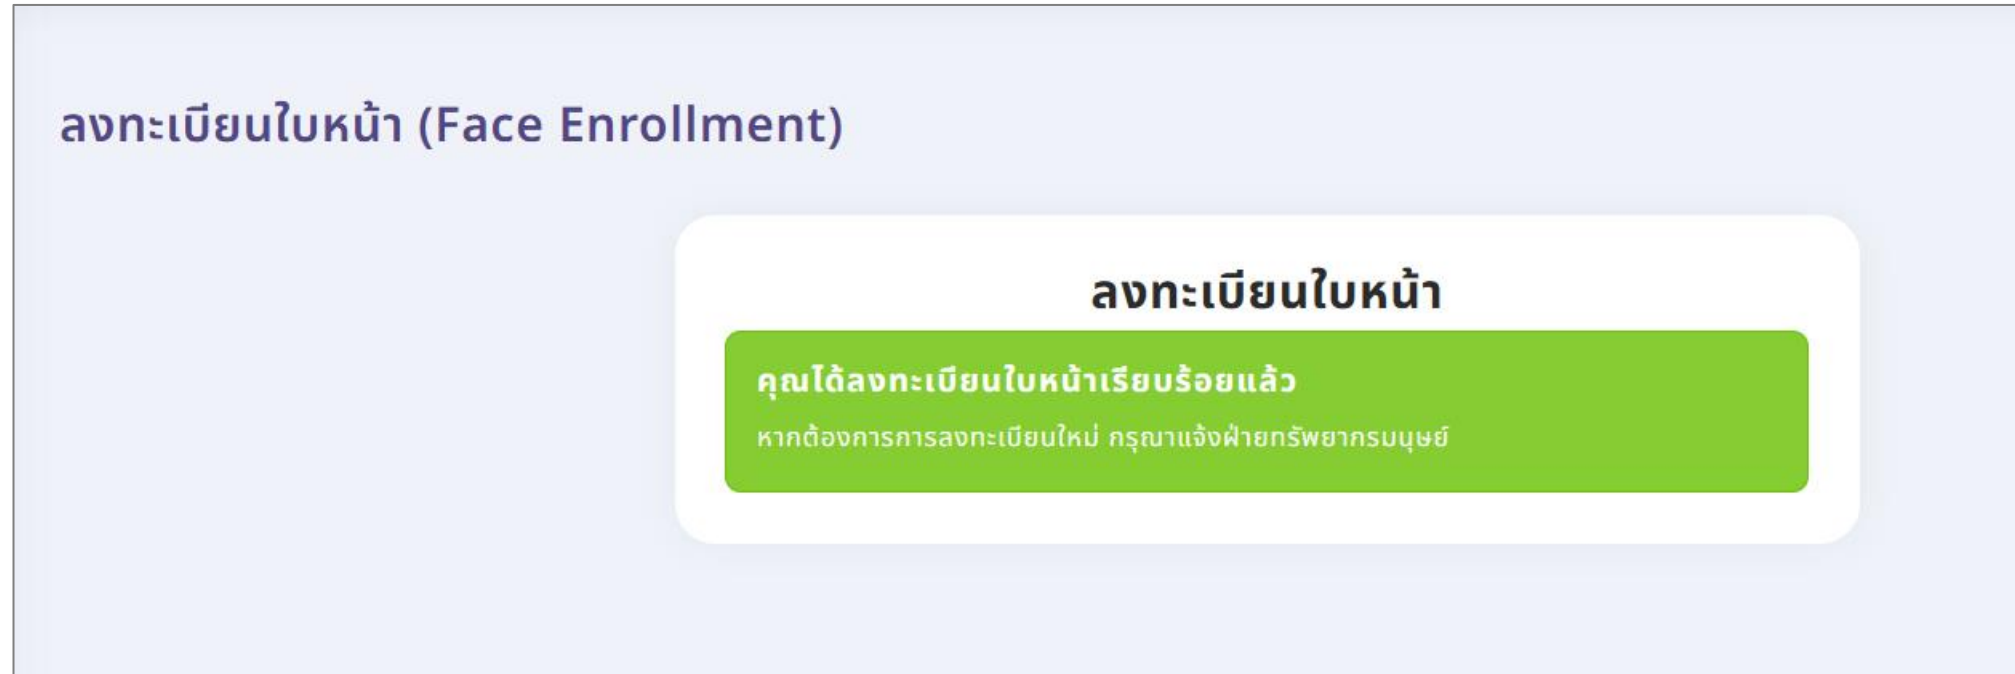 ลงทะเบียนใบหน้า (Face Enrollment)
ลงทะเบียนใบหน้า
คุณได้ลงทะเบียนใบหน้าเรียบร้อยแล้ว
หากต้องการการลงทะเบียนใหม่ กรุณาแจ้งฝ่ายทรัพยากรมนุษย์